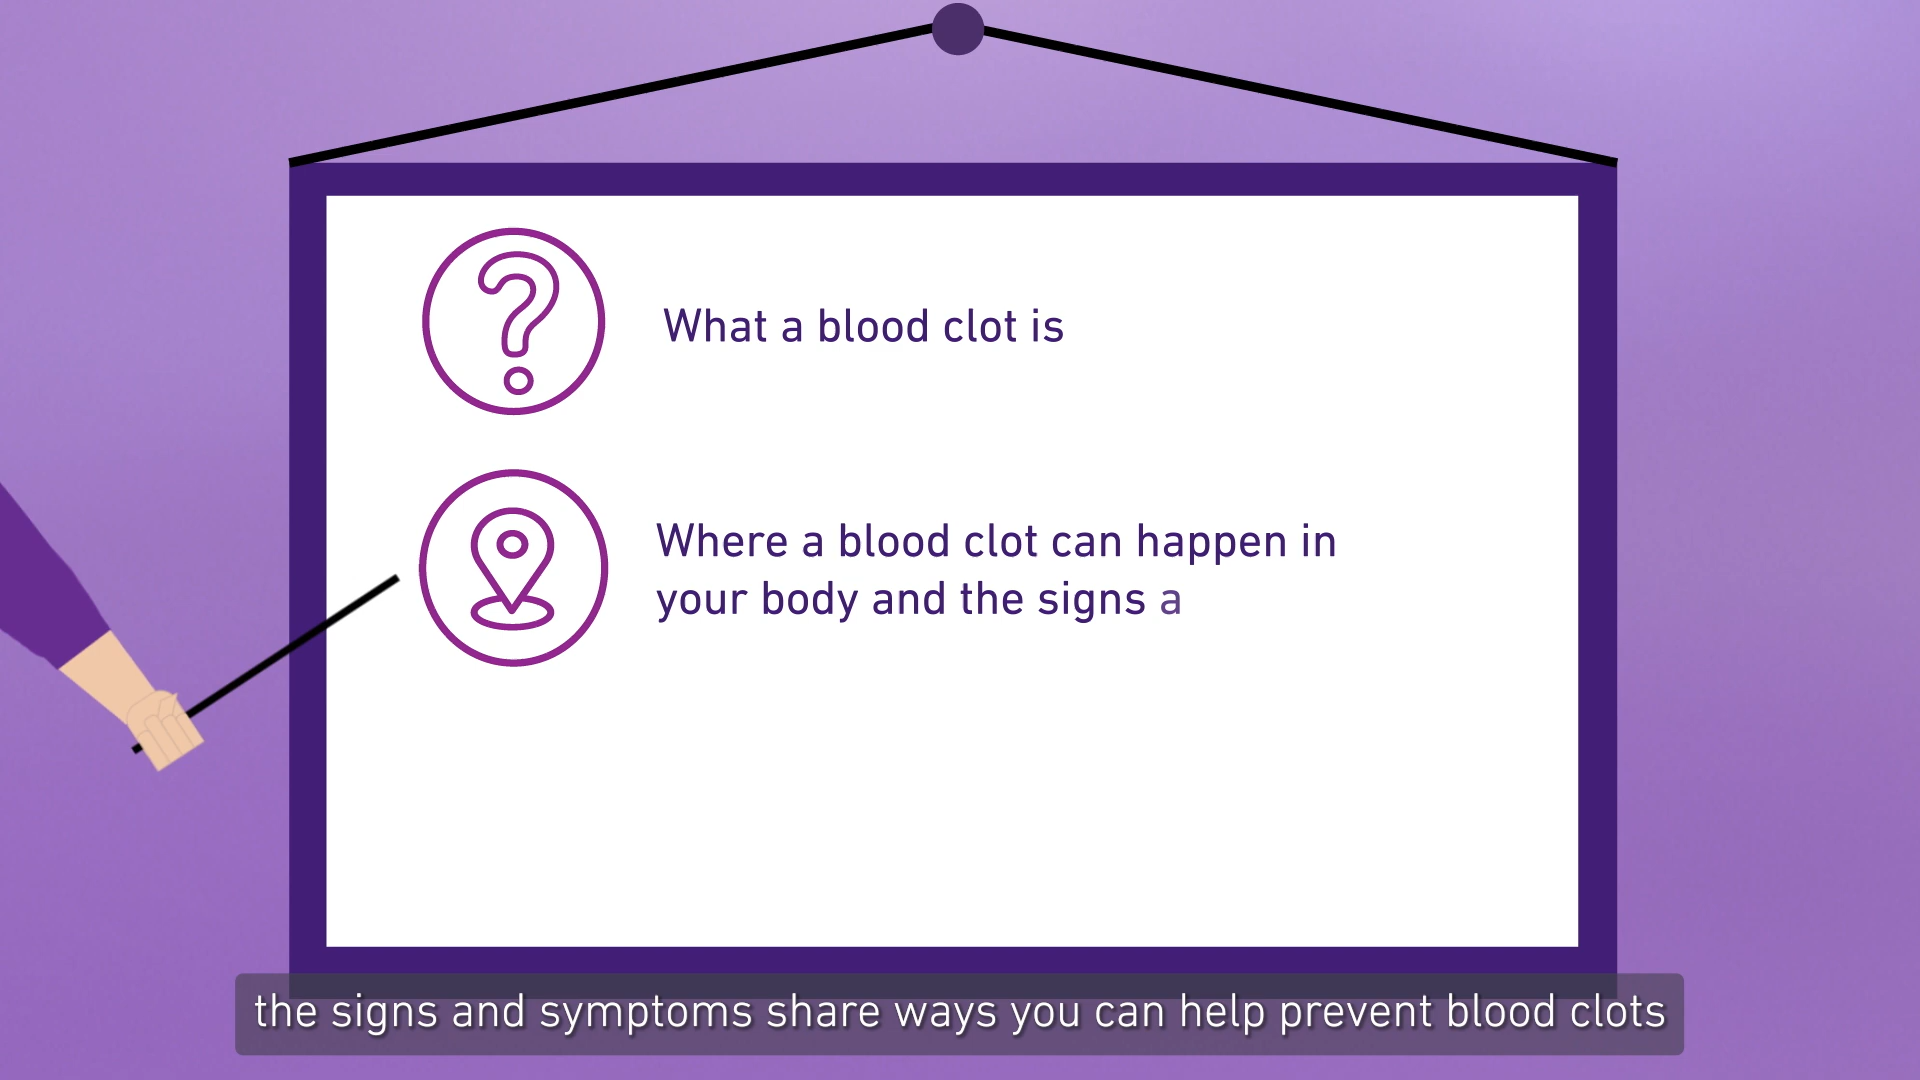 What a blood clot is
Where a blood clot can happen in
your body and the signs a
the signs and symptoms share ways you can help prevent blood clots